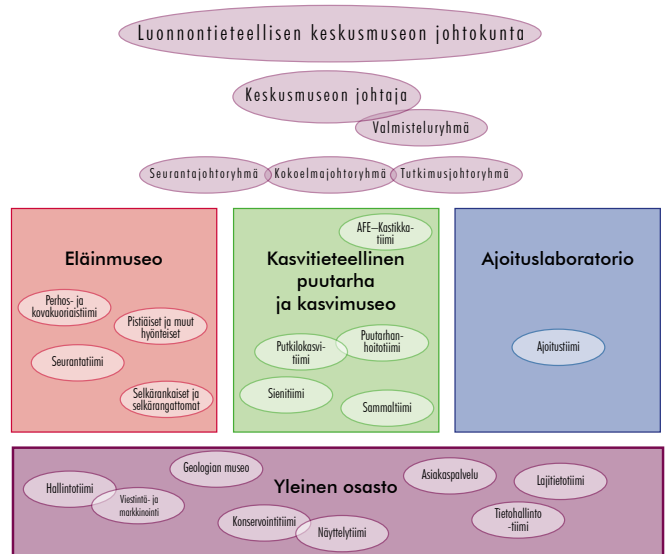 Luonnontieteellisen keskusmuseon johtokunta
Keskusmuseon johtaja
Valmisteluryhmä
Seurantajohtoryhmä
Kokoelmajohtoryhmä
Tutkimusjohtoryhmä
Eläinmuseo
Perhos- ja
kovakuoriaistiimi
Pistiäiset ja muut
hyönteiset
Seurantatiimi
Selkärankaiset ja
selkärangattomat
AFE–Kastikka-
tiimi
Kasvitieteellinen
puutarha
ja kasvimuseo
Putkilokasvi-
tiimi
Puutarhan-
hoitotiimi
Sienitiimi
Sammaltiimi
Ajoituslaboratorio
Ajoitustiimi
Yleinen osasto
Hallintotiimi
Viestintä- ja
markkinointi
Geologian museo
Konservointitiimi
Näyttelytiimi
Asiakaspalvelu
Lajitietotiimi
Tietohallinto
-tiimi